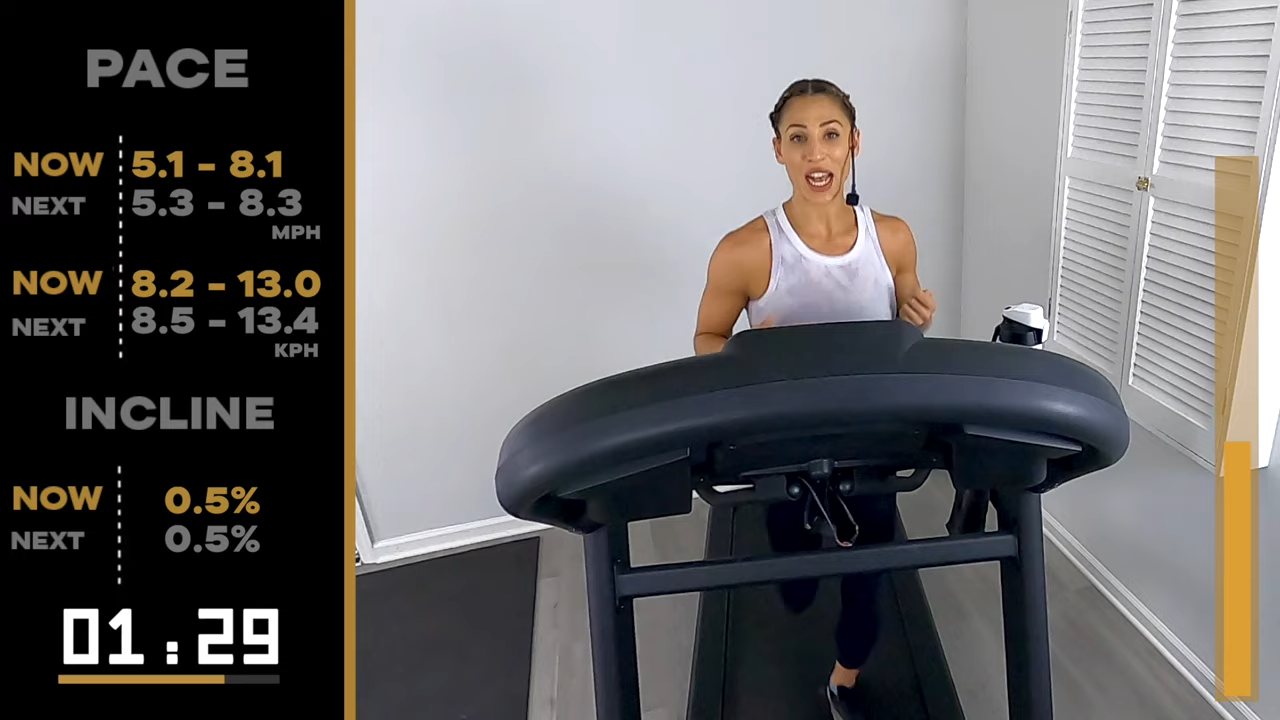 PACE
NOW 5.1 - 8.1
NEXT 5.3 - 8.3
MPH
NOW 8.2 - 13.0
NEXT 8.5 - 13.4
KPH
INCLINE
NOW 0.5%
NEXT 0.5%
01:29